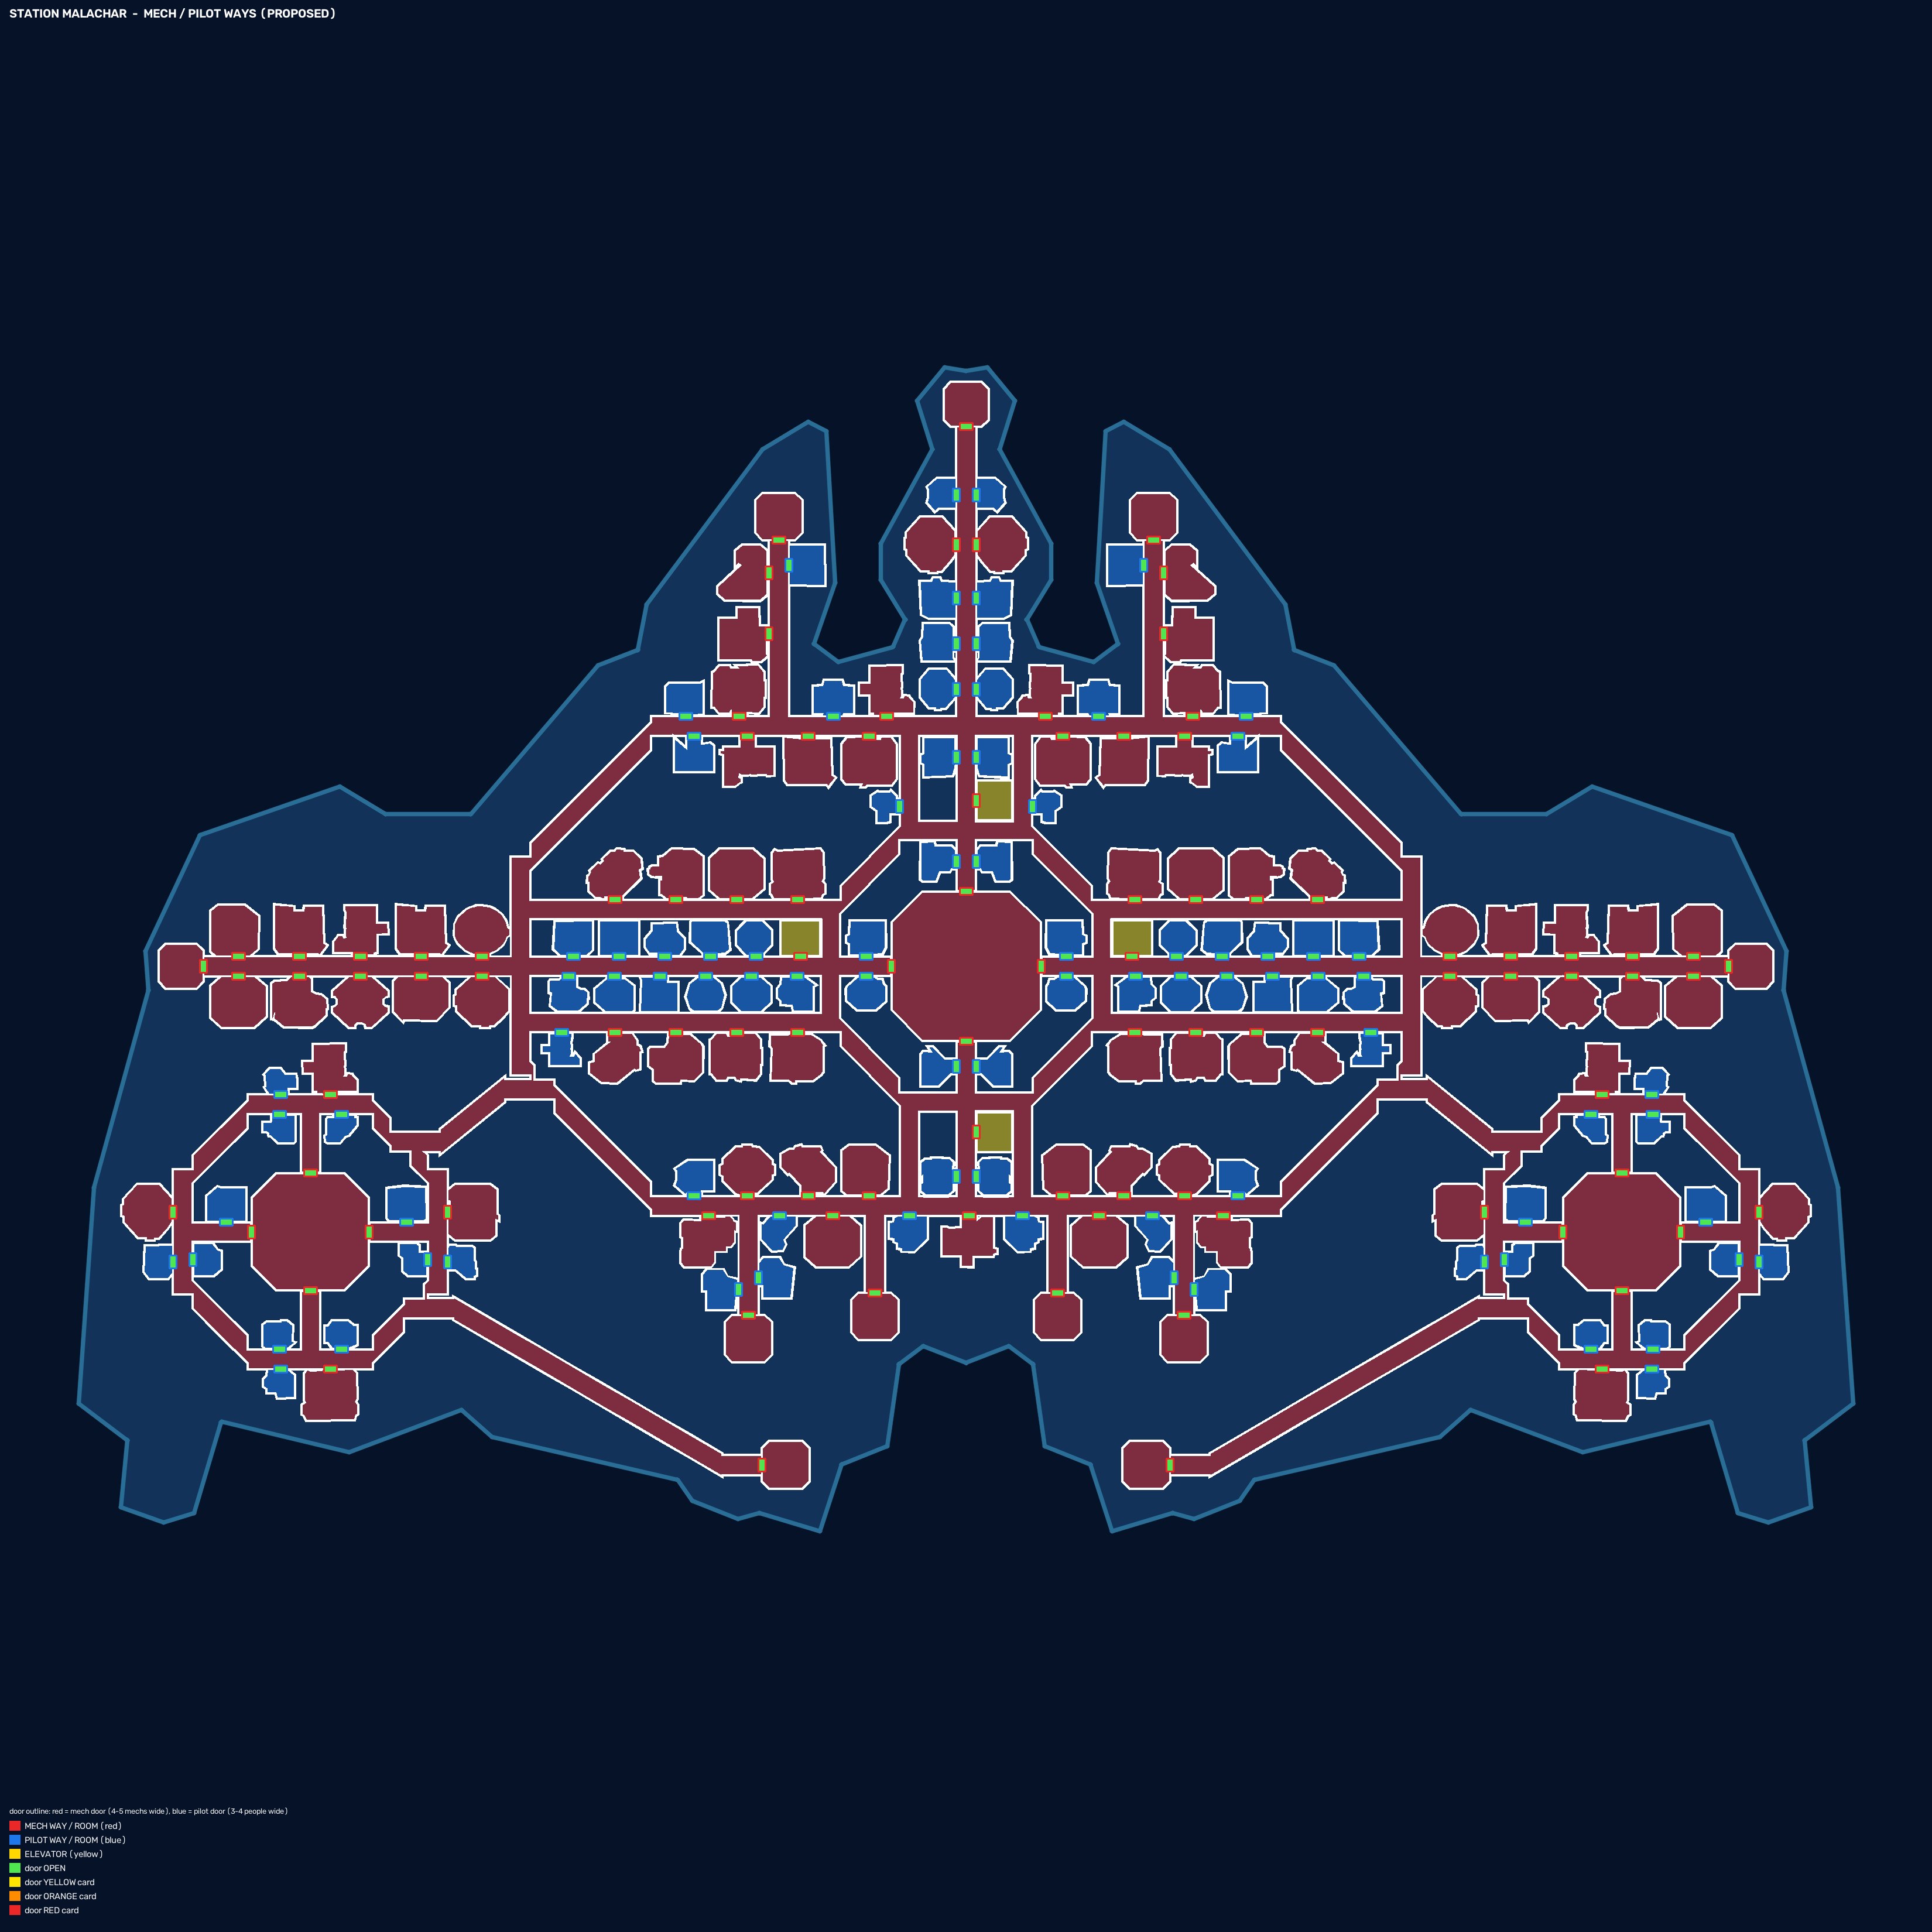 STATION MALACHAR - MECH / PILOT WAYS (PROPOSED)
door outline: red = mech door (4-5 mechs wide), blue = pilot door (3-4 people wide)
MECH WAY / ROOM (red)
PILOT WAY / ROOM (blue)
ELEVATOR (yellow)
door OPEN
door YELLOW card
door ORANGE card
door RED card